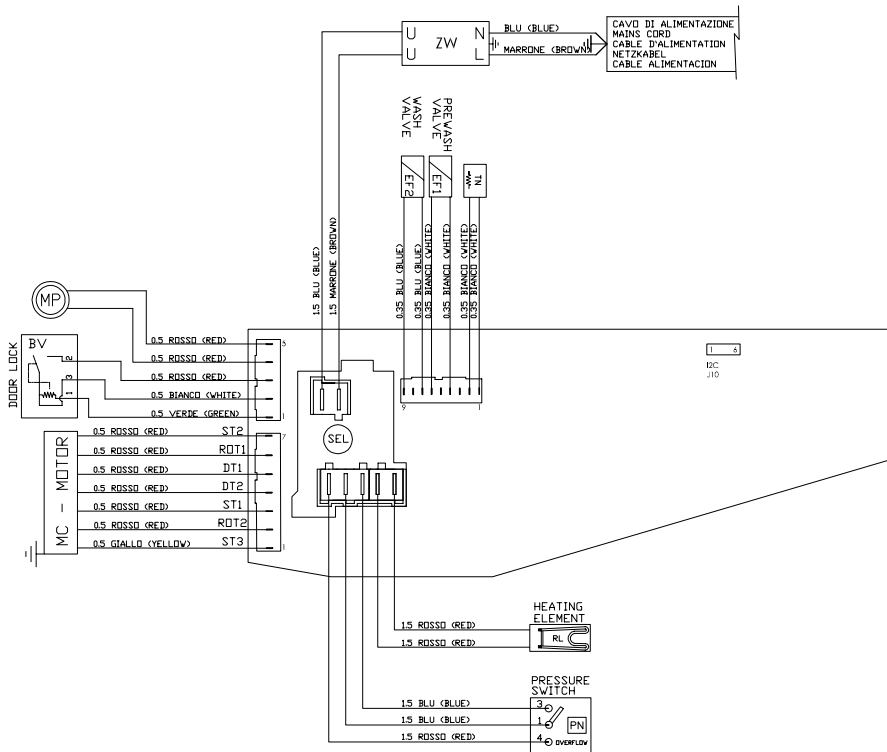 CAVO DI ALIMENTAZIONE
MAINS CORD
CABLE D'ALIMENTATION
NETZKABEL
CABLE ALIMENTACION
BLU (BLUE)
MARRONE (BROWN)
U
U
ZW
N
L
WASH
VALVE
PREWASH
VALVE
EF2
EF1
TN
1.5 BLU (BLUE)
1.5 MARRONE (BROWN)
0.35 BLU (BLUE)
0.35 BLU (BLUE)
0.35 BIANCO (WHITE)
0.35 BIANCO (WHITE)
0.35 BIANCO (WHITE)
0.35 BIANCO (WHITE)
MP
DOOR LOCK
BV
2
3
1
0.5 ROSSO (RED)
0.5 ROSSO (RED)
0.5 ROSSO (RED)
0.5 BIANCO (WHITE)
0.5 VERDE (GREEN)
5
1
MC - MOTOR
0.5 ROSSO (RED) ST2
0.5 ROSSO (RED) ROT1
0.5 ROSSO (RED) DT1
0.5 ROSSO (RED) DT2
0.5 ROSSO (RED) ST1
0.5 ROSSO (RED) ROT2
0.5 GIALLO (YELLOW) ST3
7
1
SEL
9
1
1 6
I2C
J10
HEATING
ELEMENT
1.5 ROSSO (RED)
1.5 ROSSO (RED)
RL
PRESSURE
SWITCH
1.5 BLU (BLUE) 3
1.5 BLU (BLUE) 1
1.5 ROSSO (RED) 4
PN
OVERFLOW